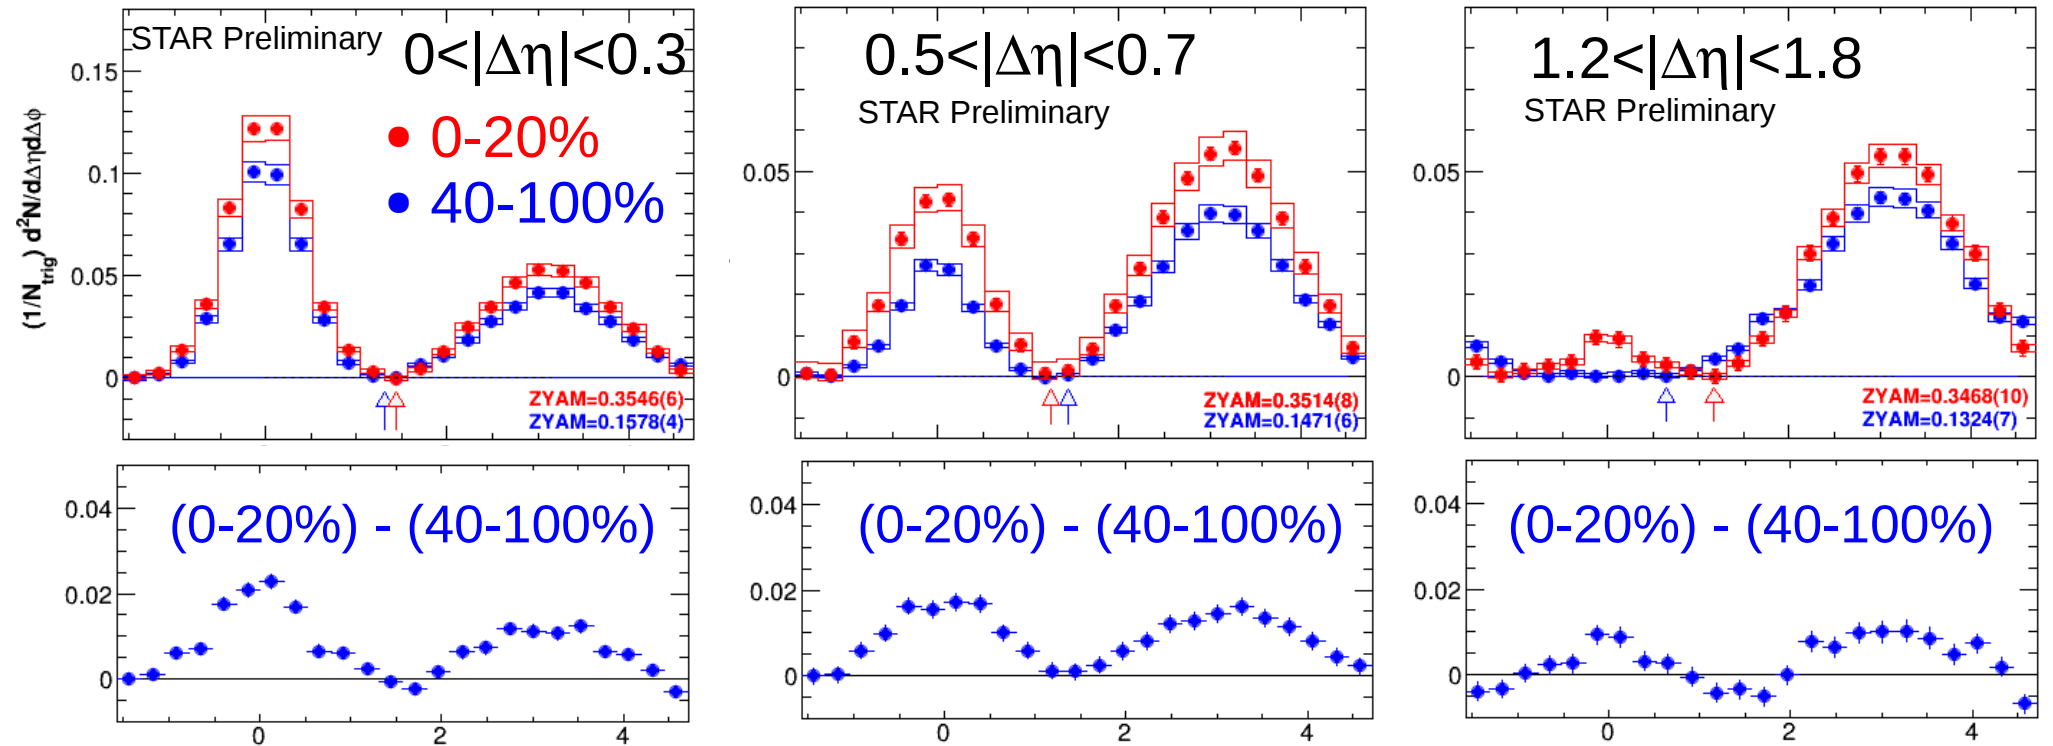 STAR Preliminary
0<|Δη|<0.3
0-20%
40-100%
(1/N_trig) d²N/dΔηdΔϕ
0.15
0.1
0.05
0
ZYAM=0.3546(6)
ZYAM=0.1578(4)
0.5<|Δη|<0.7
STAR Preliminary
0.05
0
ZYAM=0.3514(8)
ZYAM=0.1471(6)
1.2<|Δη|<1.8
STAR Preliminary
0.05
0
ZYAM=0.3468(10)
ZYAM=0.1324(7)
(0-20%) - (40-100%)
0.04
0.02
0
0 2 4
(0-20%) - (40-100%)
0.04
0.02
0
0 2 4
(0-20%) - (40-100%)
0.04
0.02
0
0 2 4